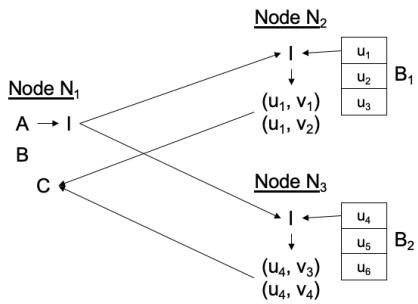 Node N₂
I
u₁
u₂
u₃
B₁
(u₁, v₁)
(u₁, v₂)
Node N₁
A I
B
C
Node N₃
I
u₄
u₅
u₆
B₂
(u₄, v₃)
(u₄, v₄)